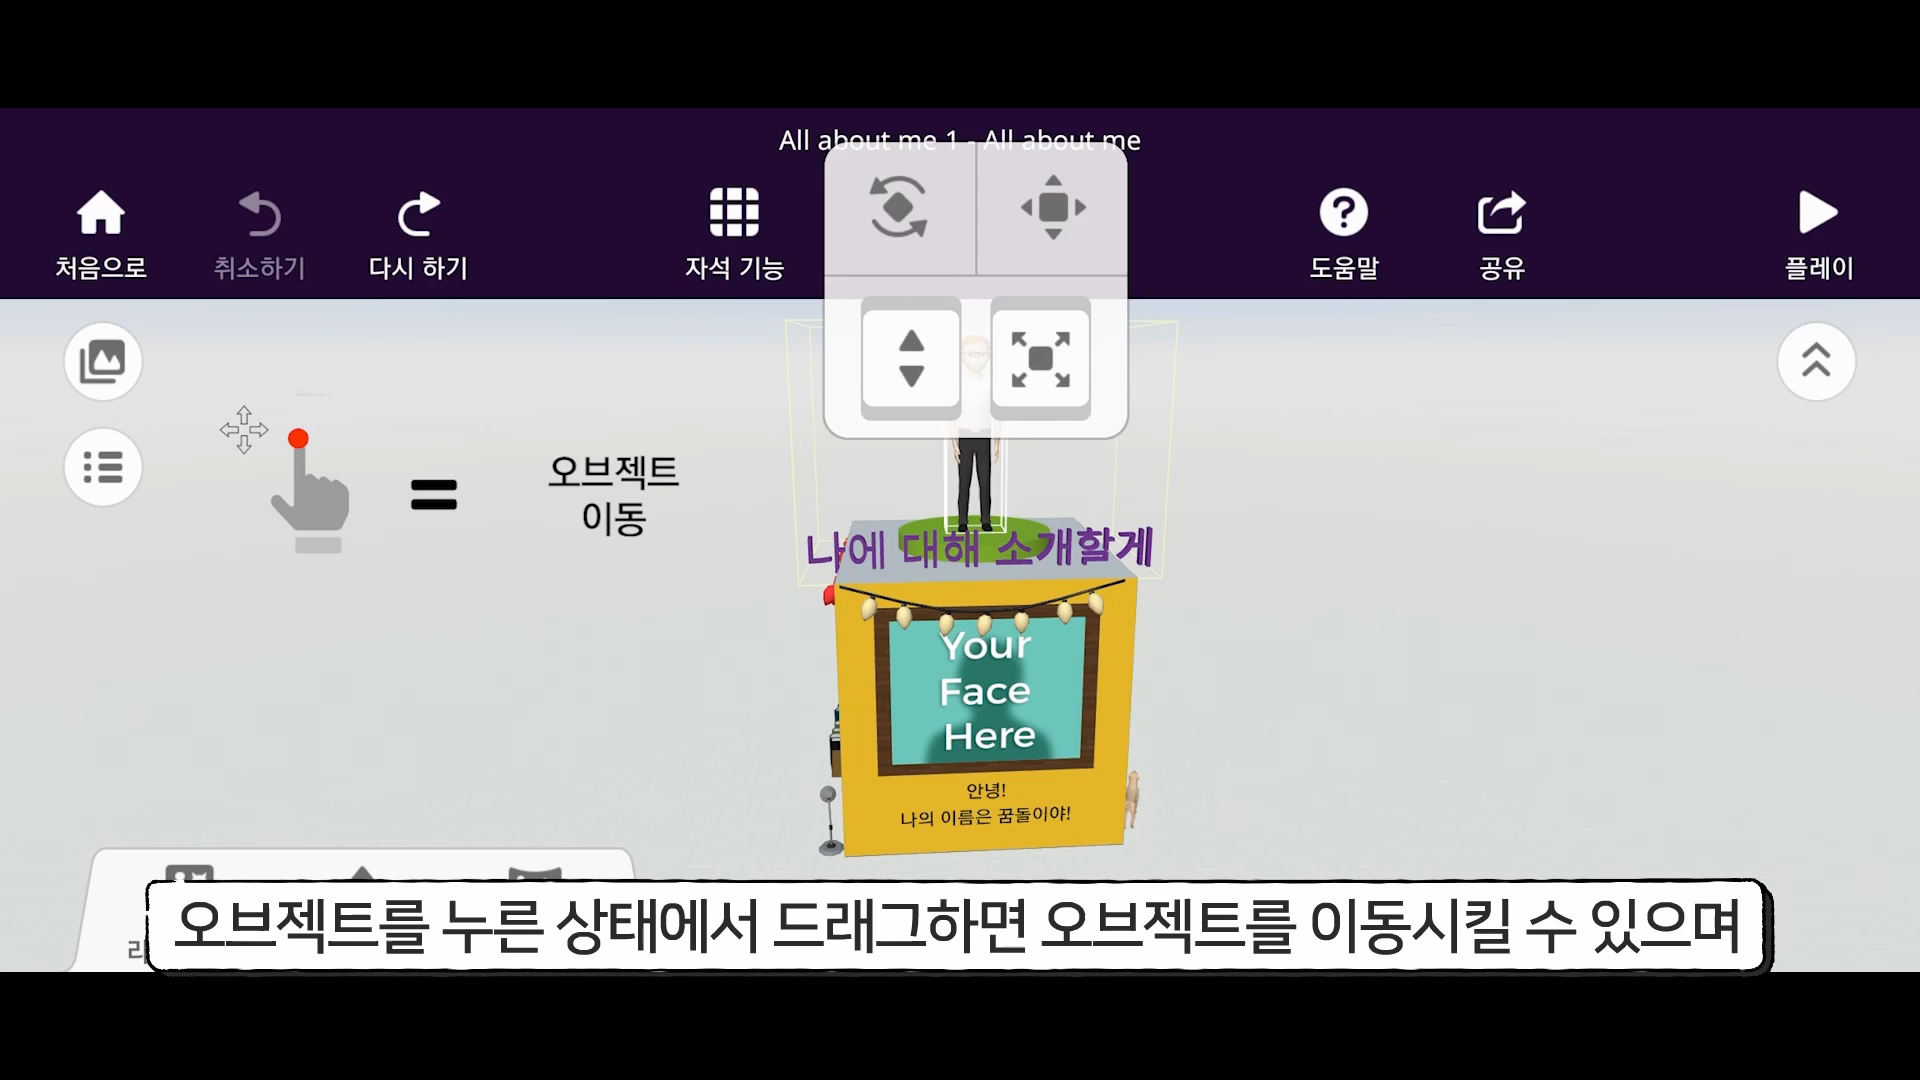 All about me 1 - All about me
처음으로
취소하기
다시 하기
자석 기능
도움말
공유
플레이
오브젝트
이동
나에 대해 소개할게
Your
Face
Here
안녕!
나의 이름은 꿈돌이야!
오브젝트를 누른 상태에서 드래그하면 오브젝트를 이동시킬 수 있으며